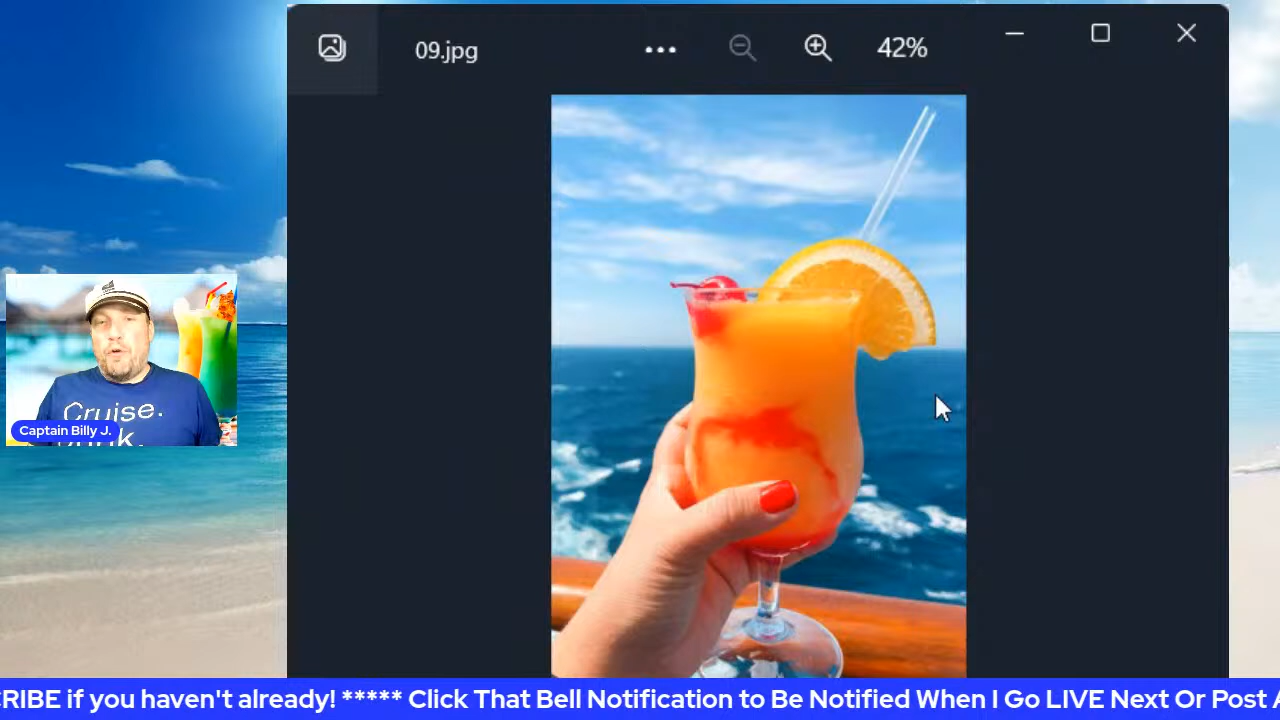 09.jpg
42%
Cruise.
Captain Billy J.
RIBE if you haven't already! ***** Click That Bell Notification to Be Notified When I Go LIVE Next Or Post